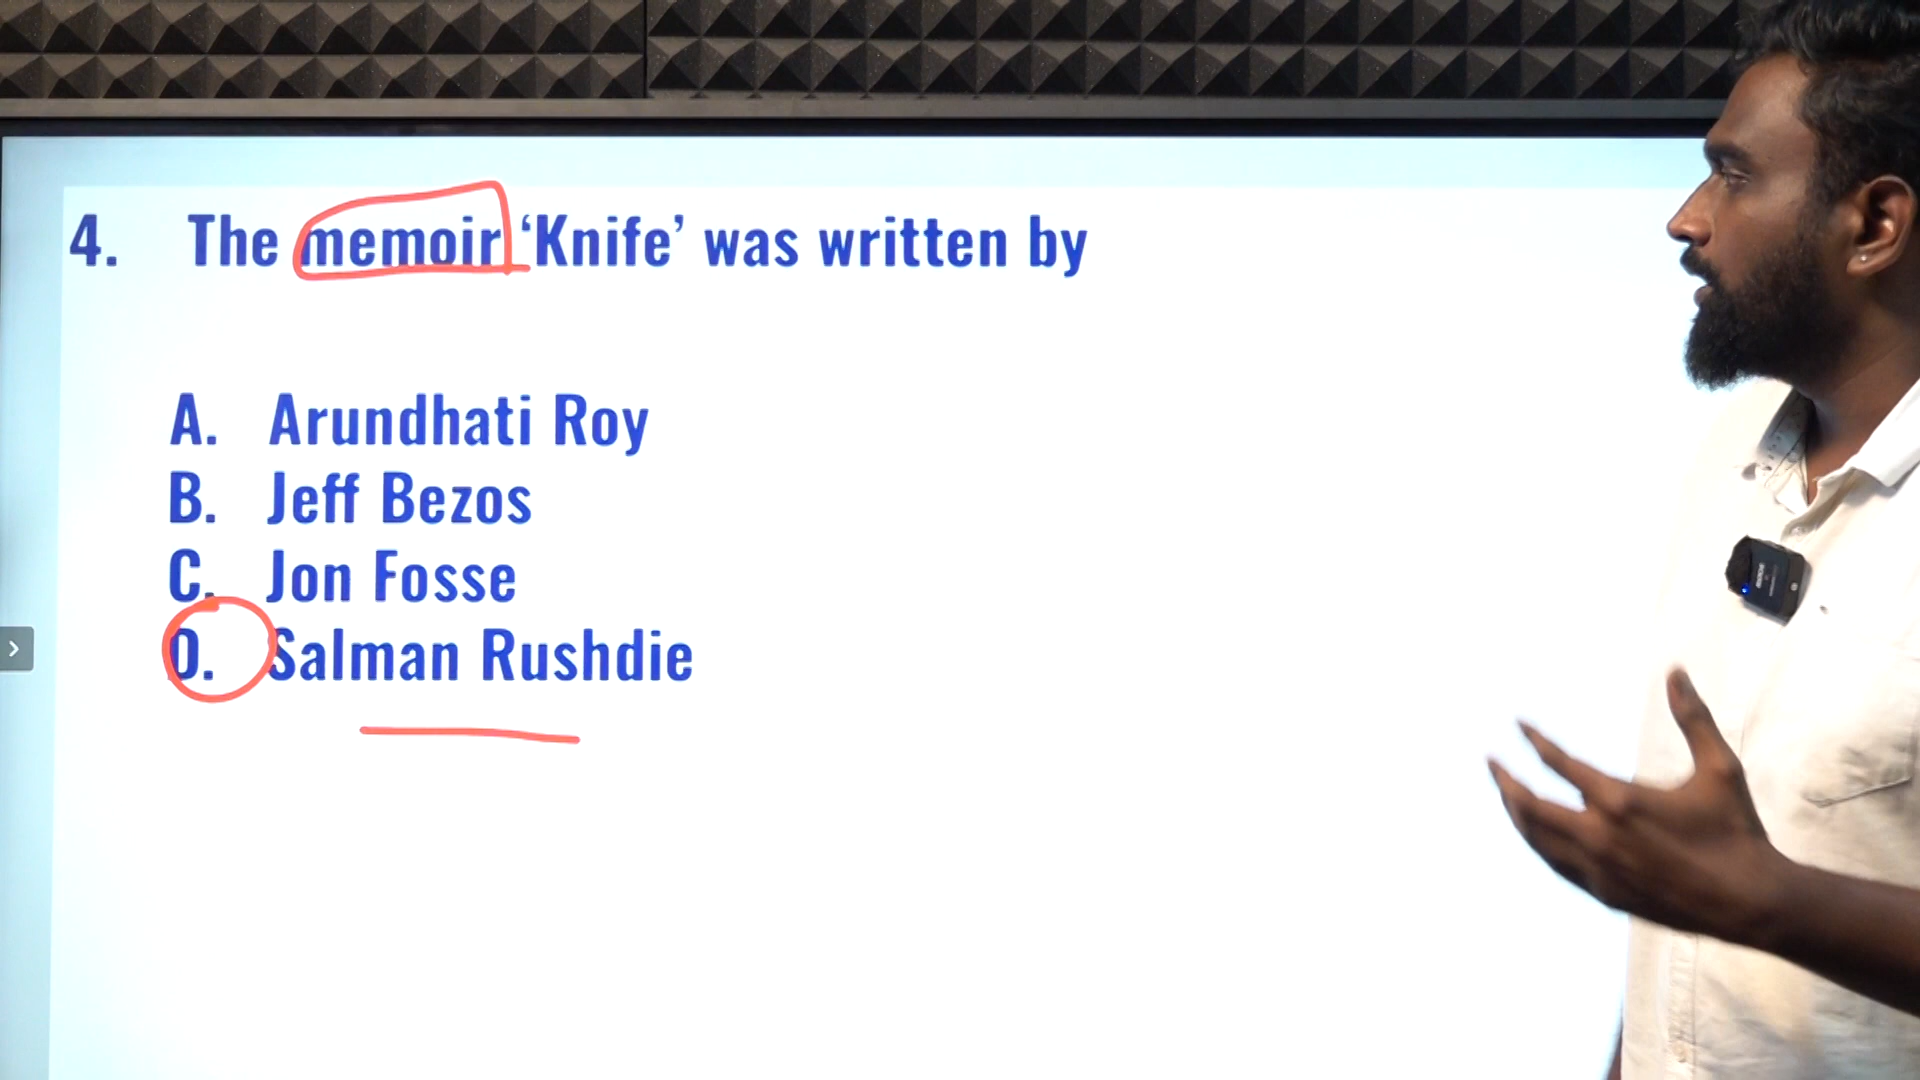 4. The memoir ‘Knife’ was written by
A. Arundhati Roy
B. Jeff Bezos
C. Jon Fosse
D. Salman Rushdie